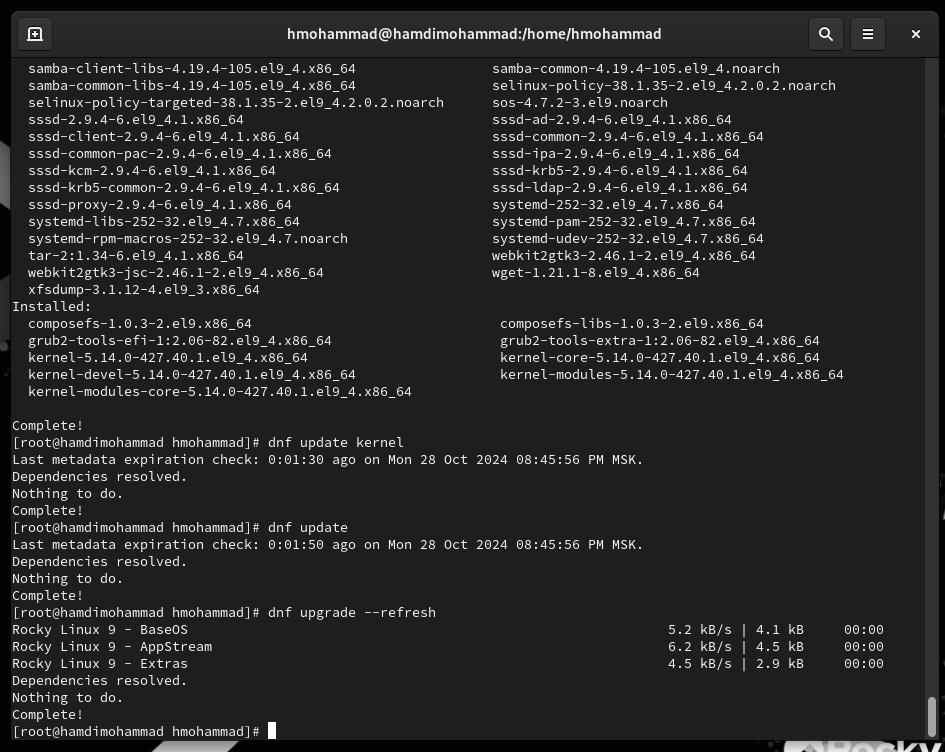 hmohammad@hamdimohammad:/home/hmohammad
samba-client-libs-4.19.4-105.el9_4.x86_64 samba-common-4.19.4-105.el9_4.noarch
samba-common-libs-4.19.4-105.el9_4.x86_64 selinux-policy-38.1.35-2.el9_4.2.0.2.noarch
selinux-policy-targeted-38.1.35-2.el9_4.2.0.2.noarch sos-4.7.2-3.el9.noarch
sssd-2.9.4-6.el9_4.1.x86_64 sssd-ad-2.9.4-6.el9_4.1.x86_64
sssd-client-2.9.4-6.el9_4.1.x86_64 sssd-common-2.9.4-6.el9_4.1.x86_64
sssd-common-pac-2.9.4-6.el9_4.1.x86_64 sssd-ipa-2.9.4-6.el9_4.1.x86_64
sssd-kcm-2.9.4-6.el9_4.1.x86_64 sssd-krb5-2.9.4-6.el9_4.1.x86_64
sssd-krb5-common-2.9.4-6.el9_4.1.x86_64 sssd-ldap-2.9.4-6.el9_4.1.x86_64
sssd-proxy-2.9.4-6.el9_4.1.x86_64 systemd-252-32.el9_4.7.x86_64
systemd-libs-252-32.el9_4.7.x86_64 systemd-pam-252-32.el9_4.7.x86_64
systemd-rpm-macros-252-32.el9_4.7.noarch systemd-udev-252-32.el9_4.7.x86_64
tar-2:1.34-6.el9_4.1.x86_64 webkit2gtk3-2.46.1-2.el9_4.x86_64
webkit2gtk3-jsc-2.46.1-2.el9_4.x86_64 wget-1.21.1-8.el9_4.x86_64
xfsdump-3.1.12-4.el9_3.x86_64
Installed:
composefs-1.0.3-2.el9.x86_64 composefs-libs-1.0.3-2.el9.x86_64
grub2-tools-efi-1:2.06-82.el9_4.x86_64 grub2-tools-extra-1:2.06-82.el9_4.x86_64
kernel-5.14.0-427.40.1.el9_4.x86_64 kernel-core-5.14.0-427.40.1.el9_4.x86_64
kernel-devel-5.14.0-427.40.1.el9_4.x86_64 kernel-modules-5.14.0-427.40.1.el9_4.x86_64
kernel-modules-core-5.14.0-427.40.1.el9_4.x86_64
Complete!
[root@hamdimohammad hmohammad]# dnf update kernel
Last metadata expiration check: 0:01:30 ago on Mon 28 Oct 2024 08:45:56 PM MSK.
Dependencies resolved.
Nothing to do.
Complete!
[root@hamdimohammad hmohammad]# dnf update
Last metadata expiration check: 0:01:50 ago on Mon 28 Oct 2024 08:45:56 PM MSK.
Dependencies resolved.
Nothing to do.
Complete!
[root@hamdimohammad hmohammad]# dnf upgrade --refresh
Rocky Linux 9 - BaseOS 5.2 kB/s | 4.1 kB 00:00
Rocky Linux 9 - AppStream 6.2 kB/s | 4.5 kB 00:00
Rocky Linux 9 - Extras 4.5 kB/s | 2.9 kB 00:00
Dependencies resolved.
Nothing to do.
Complete!
[root@hamdimohammad hmohammad]#
Rocky